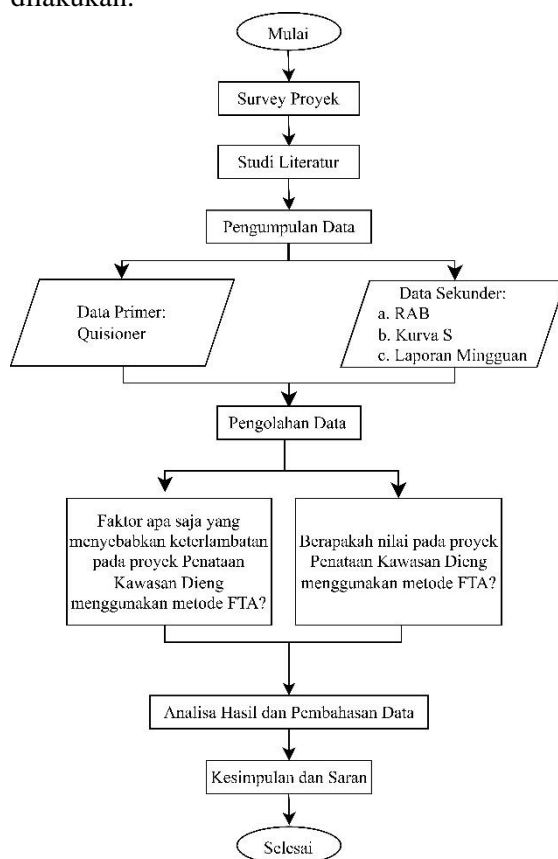 dilakukan.
Mulai
Survey Proyek
Studi Literatur
Pengumpulan Data
Data Primer:
Quisioner
Data Sekunder:
a. RAB
b. Kurva S
c. Laporan Mingguan
Pengolahan Data
Faktor apa saja yang
menyebabkan keterlambatan
pada proyek Penataan
Kawasan Dieng
menggunakan metode FTA?
Berapakah nilai pada proyek
Penataan Kawasan Dieng
menggunakan metode FTA?
Analisa Hasil dan Pembahasan Data
Kesimpulan dan Saran
Selesai